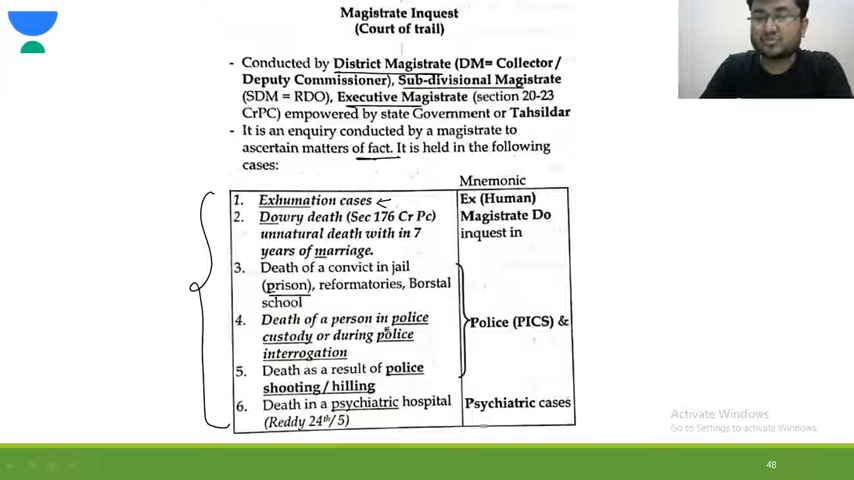 Magistrate Inquest
(Court of trail)
- Conducted by District Magistrate (DM= Collector/
Deputy Commissioner), Sub-divisional Magistrate
(SDM = RDO), Executive Magistrate (section 20-23
CrPC) empowered by state Government or Tahsildar
- It is an enquiry conducted by a magistrate to
ascertain matters of fact. It is held in the following
cases:
Mnemonic
1. Exhumation cases
2. Dowry death (Sec 176 Cr Pc)
unnatural death with in 7
years of marriage.
3. Death of a convict in jail
(prison), reformatories, Borstal
school
4. Death of a person in police
custody or during police
interrogation
5. Death as a result of police
shooting/hilling
6. Death in a psychiatric hospital
(Reddy 24th/5)
Ex (Human)
Magistrate Do
inquest in
Police (PICS) &
Psychiatric cases
Activate Windows
Go to Settings to activate Windows.
48